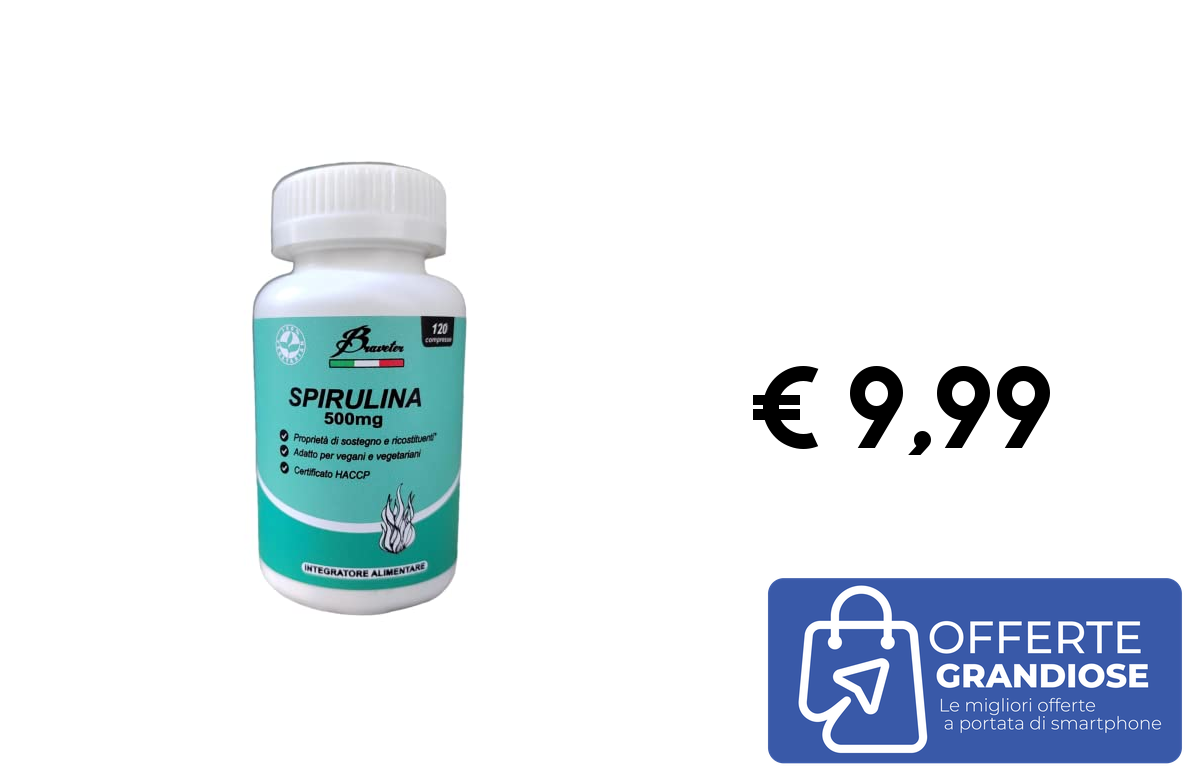 120
compresse
Braveter
SPIRULINA
500mg
Proprietà di sostegno e ricostituenti*
Adatto per vegani e vegetariani
Certificato HACCP
INTEGRATORE ALIMENTARE
€ 9,99
OFFERTE
GRANDIOSE
Le migliori offerte
a portata di smartphone